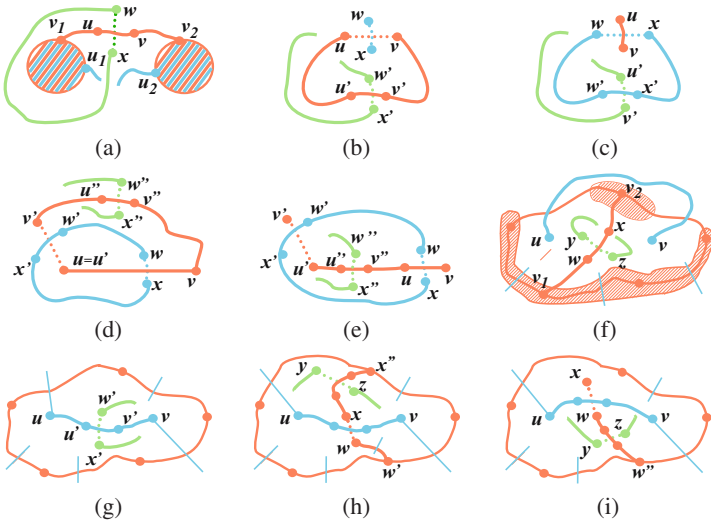 v1 u v v2 w x u1 u2
(a)
w u v x w' u' v' x'
(b)
u w x v u' w' x' v'
(c)
w'' u'' v'' x'' v' w' x' u=u' w x v
(d)
v' w' w'' w x' u' u'' v'' u v x'' x
(e)
v2 u y x w z v v1
(f)
w' u u' v' v x'
(g)
x'' y z u x v w w'
(h)
x u w z v y w''
(i)